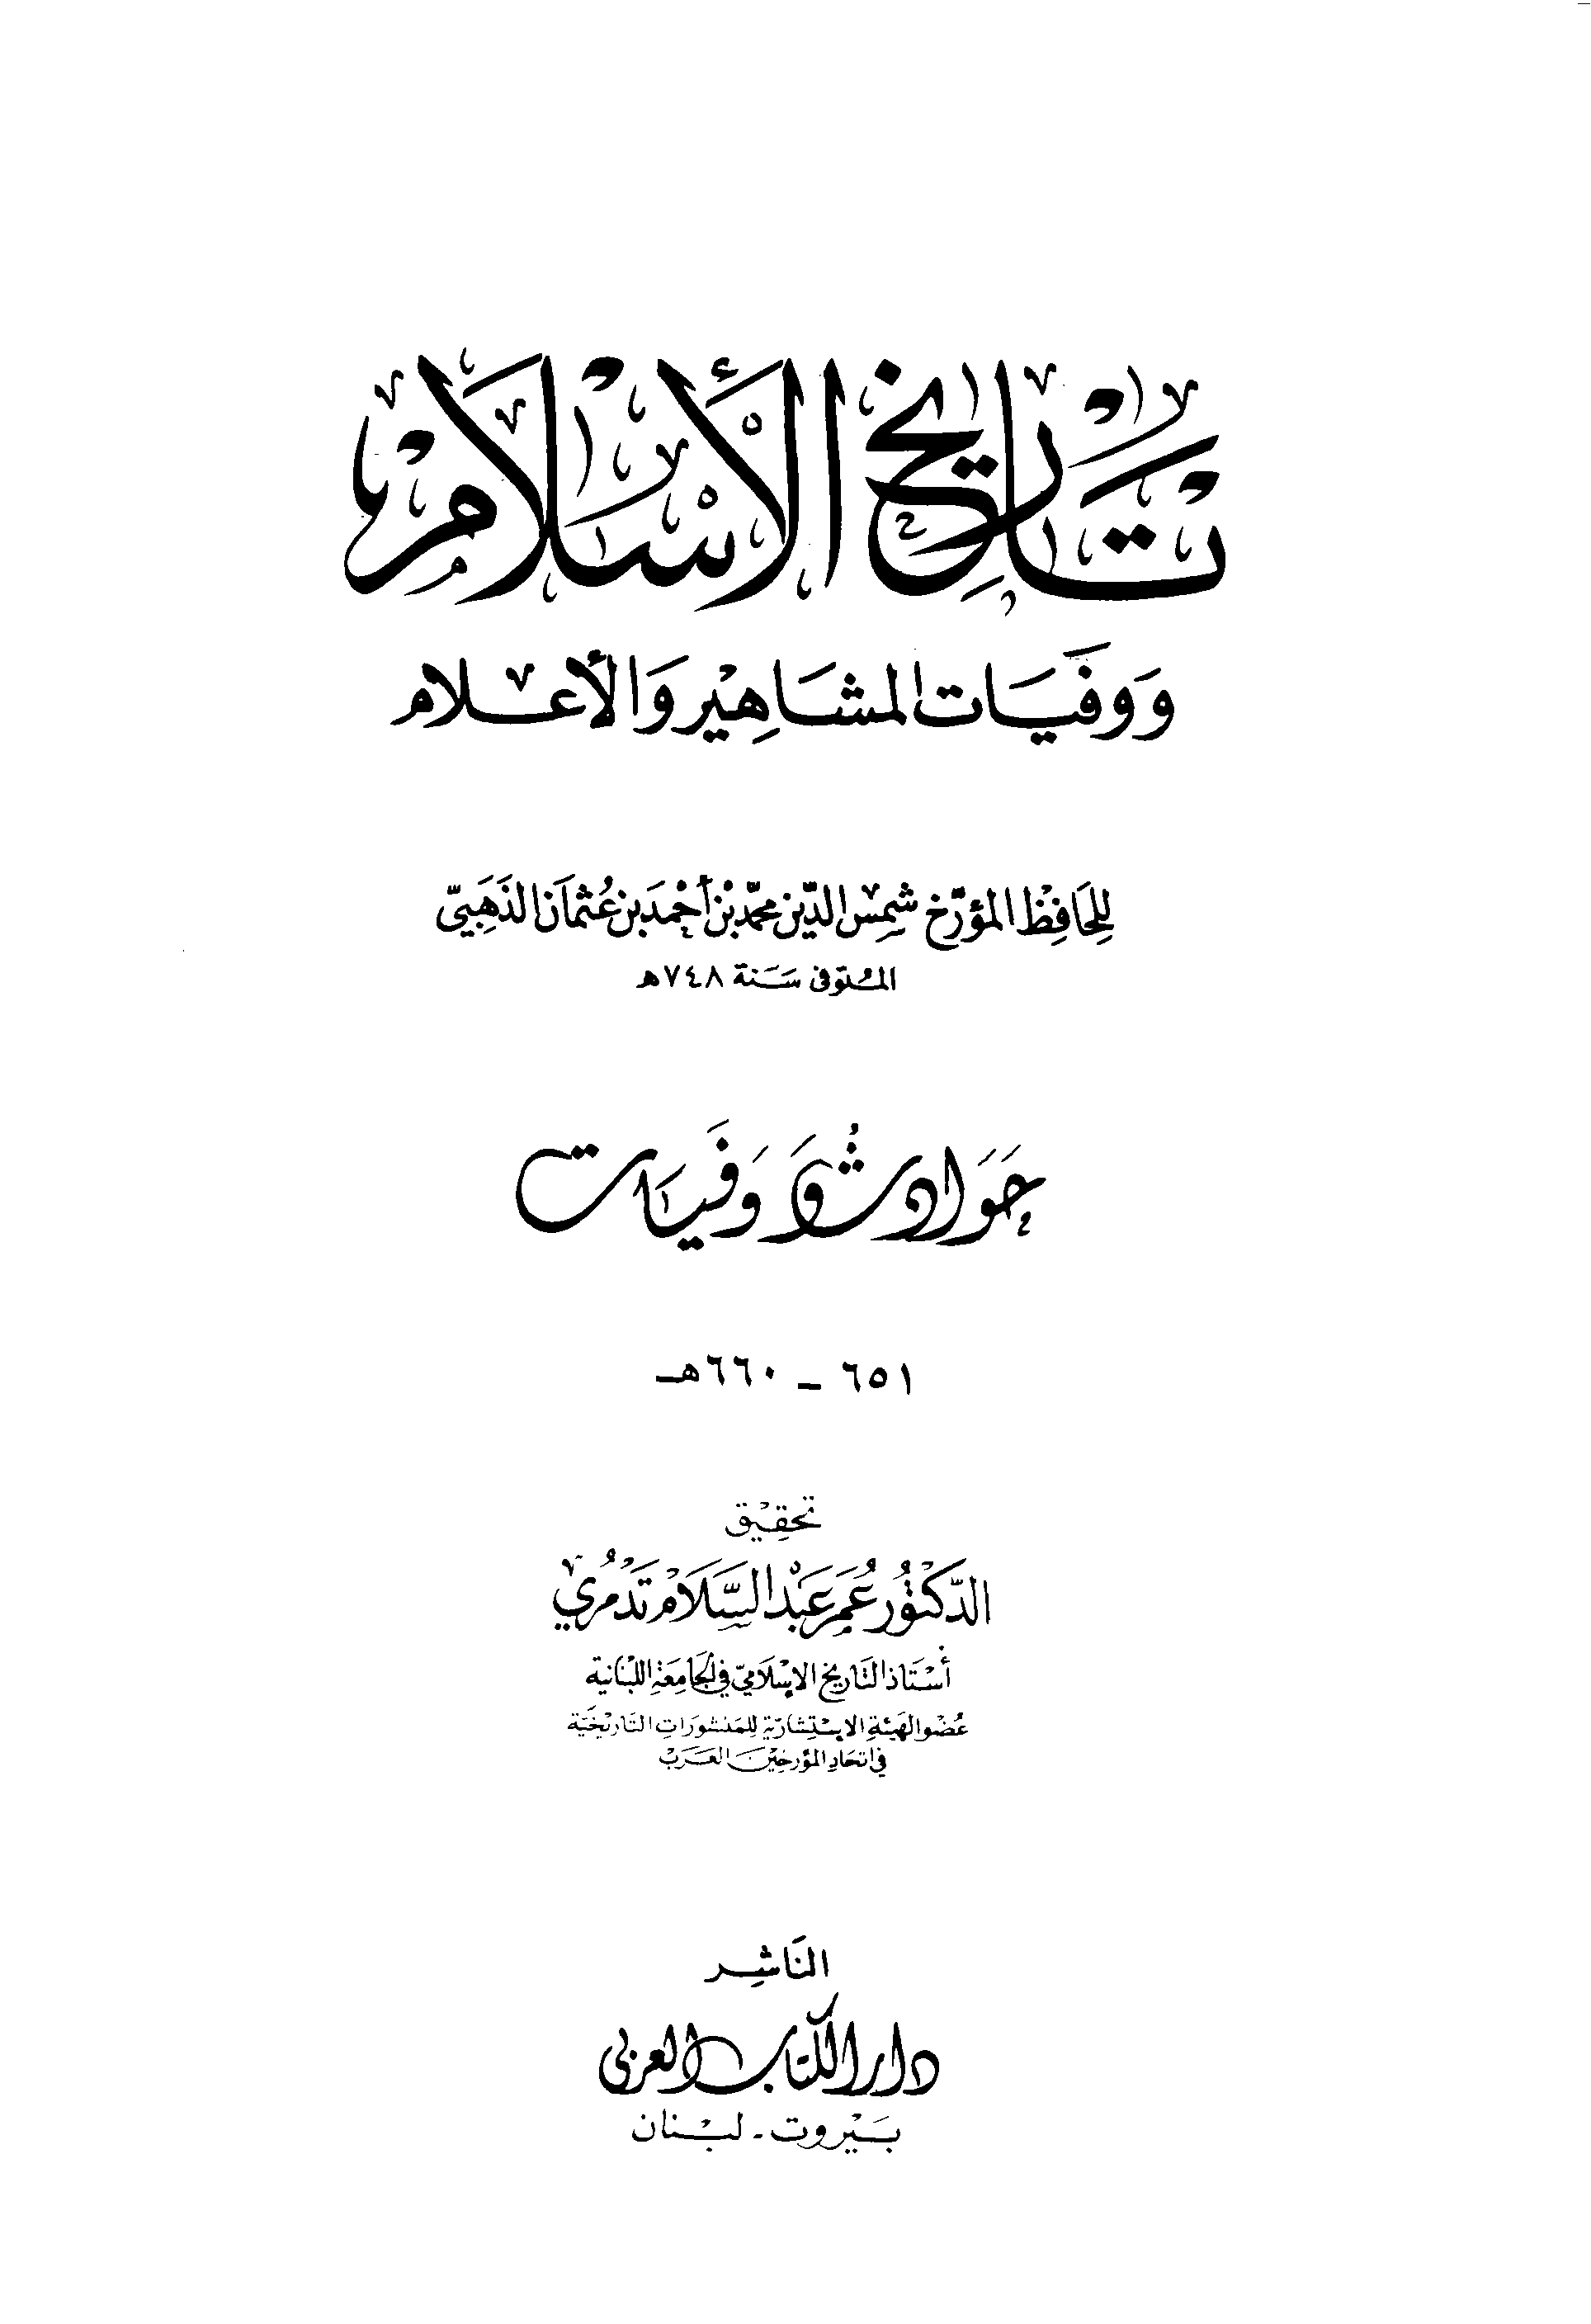 تاريخ الإسلام
ووفيات المشاهير والأعلام
للحافظ المؤرخ شمس الدين محمد بن أحمد بن عثمان الذهبي
المتوفى سنة ٧٤٨هـ
حوادث ووفيات
٦٥١ - ٦٦٠هـ
تحقيق
الدكتور عمر عبد السلام تدمري
أستاذ التاريخ الإسلامي في الجامعة اللبنانية
عضو الهيئة الاستشارية للمنشورات التاريخية
في اتحاد المؤرخين العرب
الناشر
دار الكتاب العربي
بيروت - لبنان